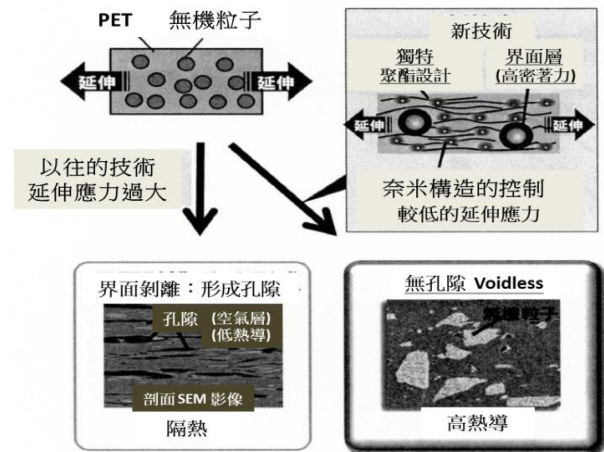 PET 無機粒子
延伸
延伸
新技術
獨特
聚酯設計
界面層
(高密著力)
延伸
延伸
奈米構造的控制
較低的延伸應力
以往的技術
延伸應力過大
界面剝離：形成孔隙
孔隙 (空氣層)
(低熱導)
剖面 SEM 影像
隔熱
無孔隙 Voidless
無機粒子
高熱導